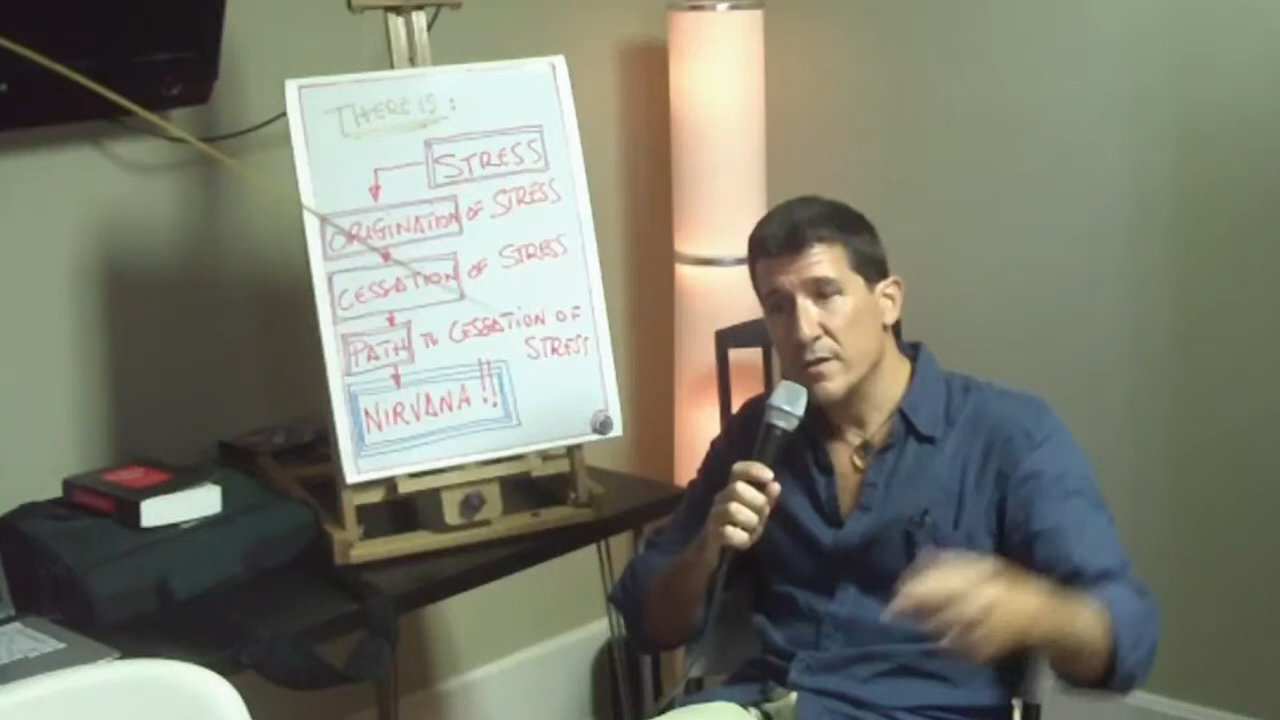 THERE IS:
STRESS
ORIGINATION OF STRESS
CESSATION OF STRESS
PATH TO CESSATION OF
STRESS
NIRVANA!!